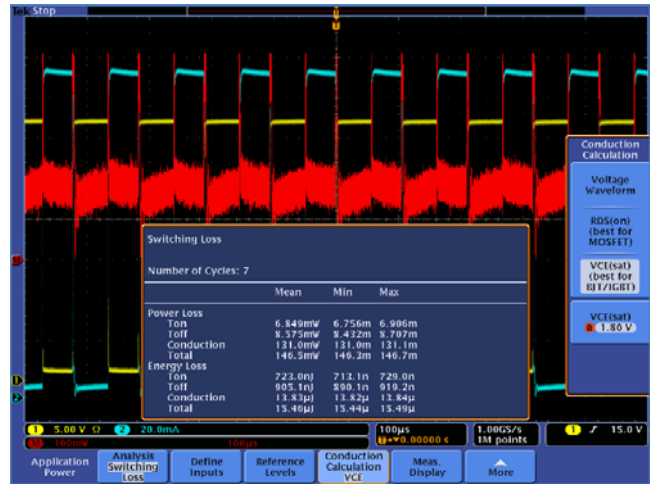 Tek Stop
Conduction
Calculation
Voltage
Waveform
RDS(on)
(best for
MOSFET)
VCE(sat)
(best for
BJT/IGBT)
VCE(sat)
1.80 V
Switching Loss
Number of Cycles: 7
Mean Min Max
Power Loss
Ton 6.849mW 6.756m 6.906m
Toff 8.575mW 8.432m 8.707m
Conduction 131.0mW 131.0m 131.1m
Total 146.5mW 146.3m 146.7m
Energy Loss
Ton 723.0nJ 713.1n 729.0n
Toff 905.1nJ 890.1n 919.2n
Conduction 13.83µJ 13.82µ 13.84µ
Total 15.46µJ 15.44µ 15.49µ
1 5.00 V Ω 2 20.0mA 100µs 1.00GS/s 1 15.0 V
M 100mW 100µs 0.00000 s 1M points
Application
Power
Analysis
Switching
Loss
Define
Inputs
Reference
Levels
Conduction
Calculation
VCE
Meas.
Display
More